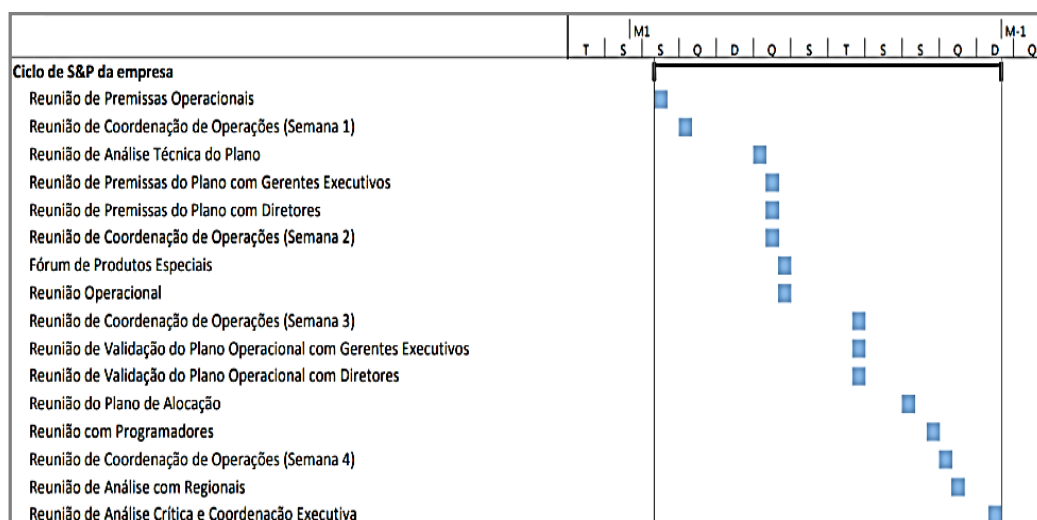 M1 M-1
T S S Q D Q S T S S Q D Q
Ciclo de S&P da empresa
Reunião de Premissas Operacionais
Reunião de Coordenação de Operações (Semana 1)
Reunião de Análise Técnica do Plano
Reunião de Premissas do Plano com Gerentes Executivos
Reunião de Premissas do Plano com Diretores
Reunião de Coordenação de Operações (Semana 2)
Fórum de Produtos Especiais
Reunião Operacional
Reunião de Coordenação de Operações (Semana 3)
Reunião de Validação do Plano Operacional com Gerentes Executivos
Reunião de Validação do Plano Operacional com Diretores
Reunião do Plano de Alocação
Reunião com Programadores
Reunião de Coordenação de Operações (Semana 4)
Reunião de Análise com Regionais
Reunião de Análise Crítica e Coordenação Executiva